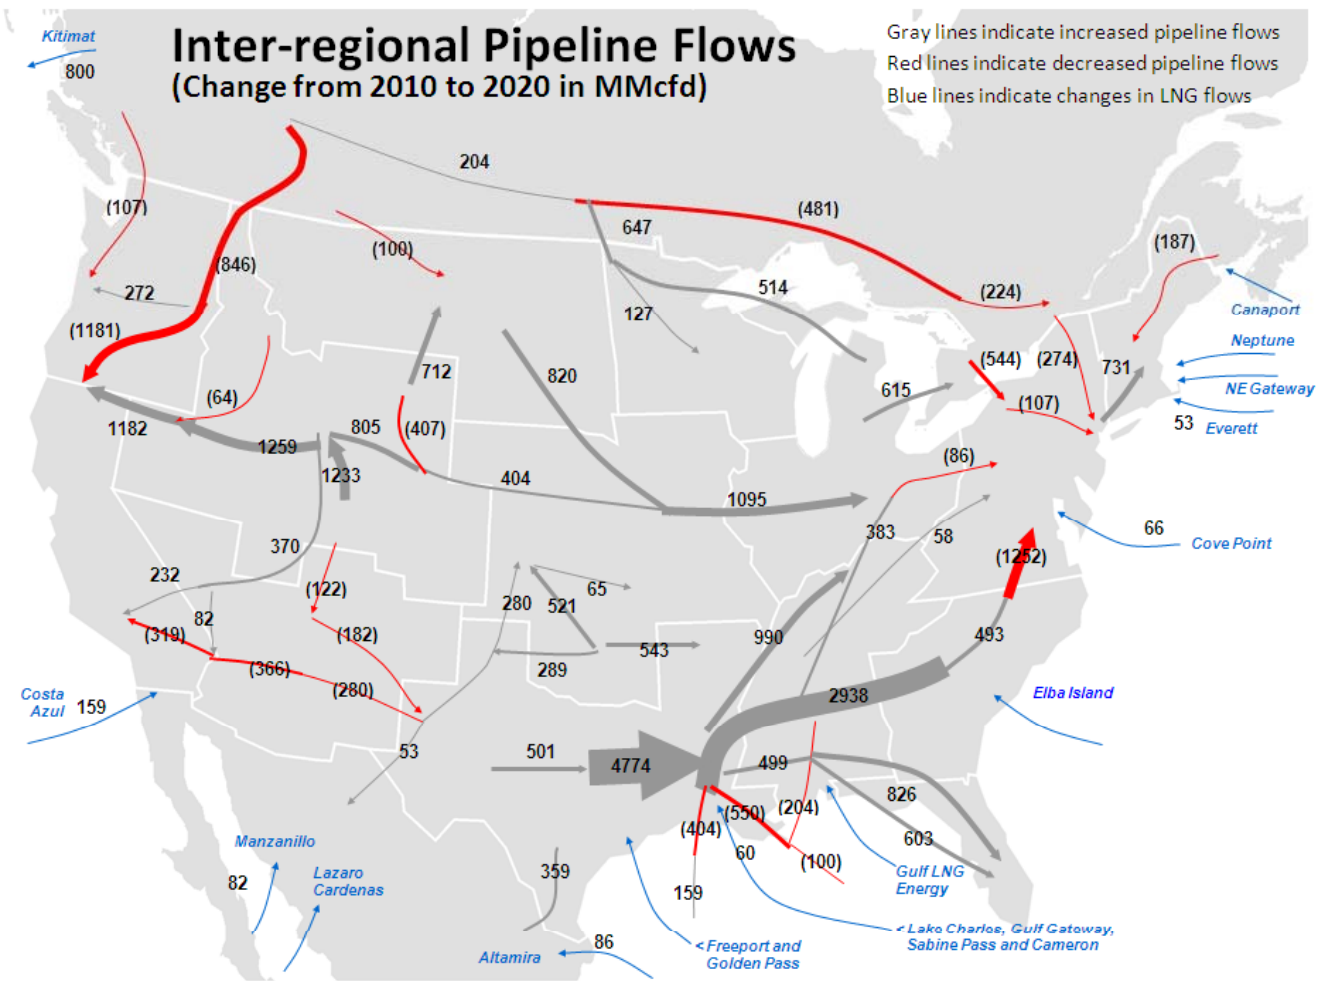 Inter-regional Pipeline Flows
(Change from 2010 to 2020 in MMcfd)
Gray lines indicate increased pipeline flows
Red lines indicate decreased pipeline flows
Blue lines indicate changes in LNG flows
Kitimat
800
204
(107)
(846)
(100)
647
(481)
(187)
272
514
(224)
127
Canaport
(1181)
Neptune
712
820
(544)
(274)
731
NE Gateway
(64)
615
(107)
53
Everett
1182
805
(407)
1259
(86)
1233
404
1095
383
58
66
Cove Point
370
(1252)
232
(122)
65
280
521
82
(319)
(182)
990
493
543
(366)
289
(280)
Costa
Azul
159
2938
Elba Island
53
501
4774
499
826
(550)
(204)
(404)
603
60
(100)
Manzanillo
Gulf LNG
Energy
359
82
Lazaro
Cardenas
159
< Lake Charles, Gulf Gateway,
Sabine Pass and Cameron
86
Altamira
< Freeport and
Golden Pass